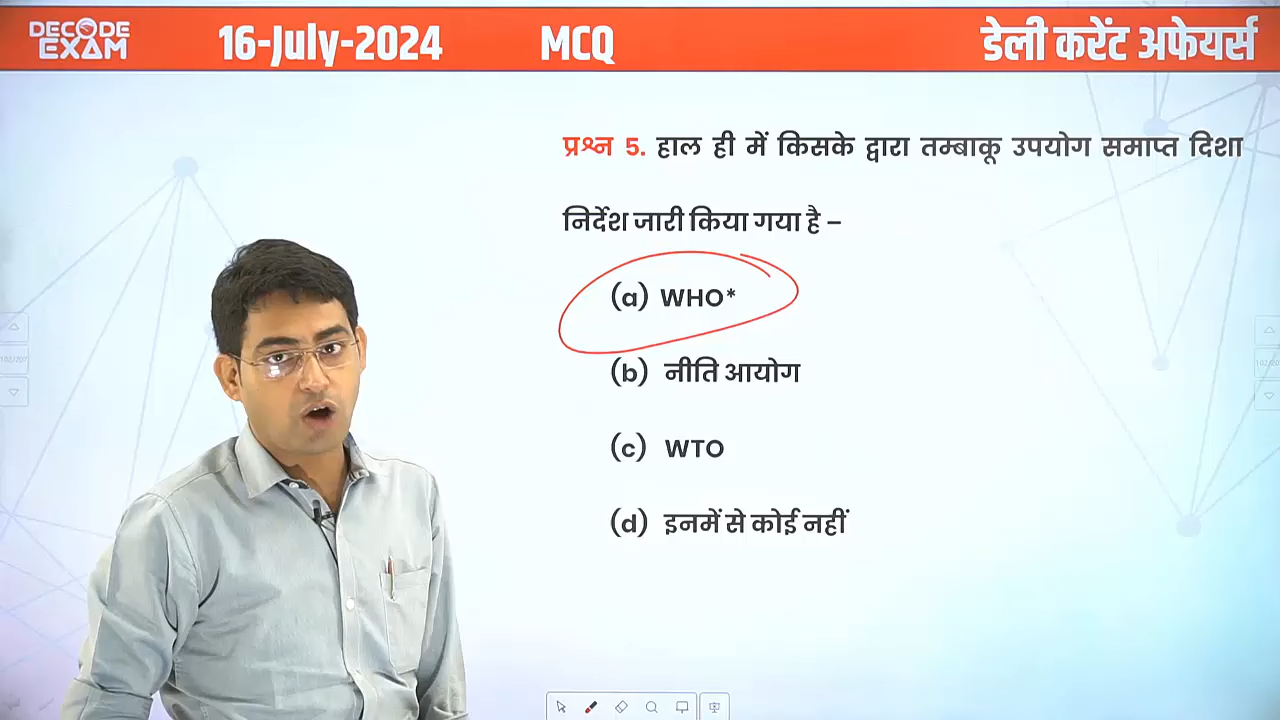 DECODE
EXAM
16-July-2024
MCQ
डेली करेंट अफेयर्स
प्रश्न 5. हाल ही में किसके द्वारा तम्बाकू उपयोग समाप्त दिशा
निर्देश जारी किया गया है –
(a) WHO*
(b) नीति आयोग
(c) WTO
(d) इनमें से कोई नहीं